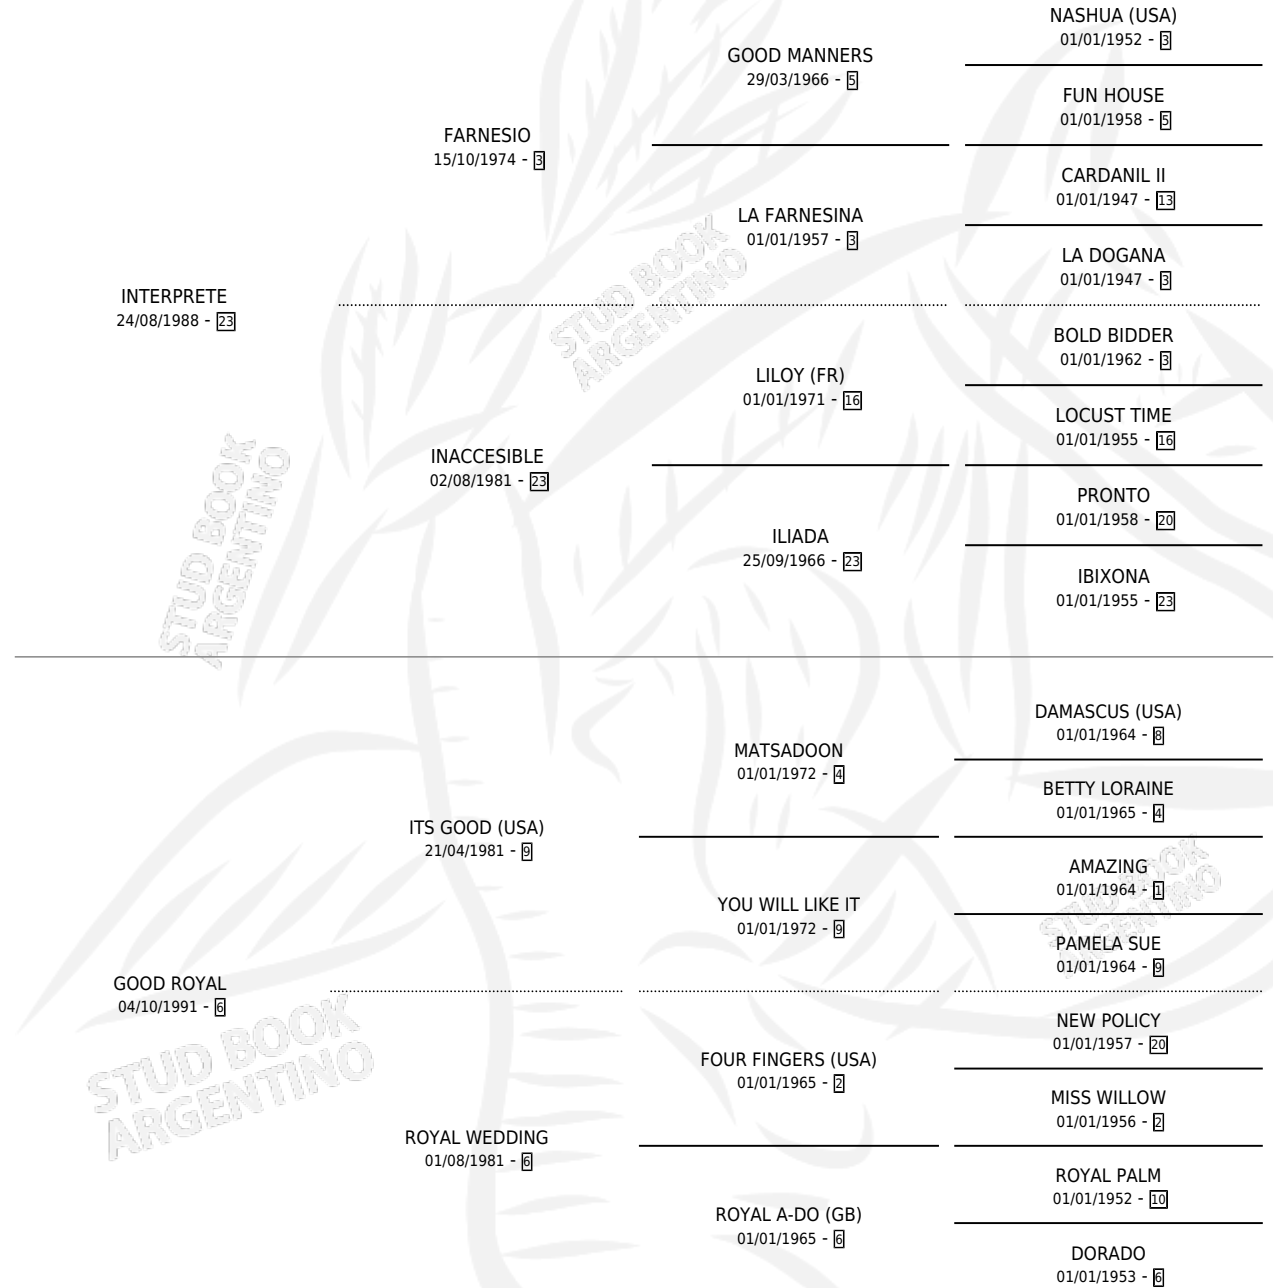 NASHUA (USA)
01/01/1952 - 3
GOOD MANNERS
29/03/1966 - 5
FUN HOUSE
01/01/1958 - 5
FARNESIO
15/10/1974 - 3
CARDANIL II
01/01/1947 - 13
LA FARNESINA
01/01/1957 - 3
LA DOGANA
01/01/1947 - 3
INTERPRETE
24/08/1988 - 23
BOLD BIDDER
01/01/1962 - 3
LILOY (FR)
01/01/1971 - 16
LOCUST TIME
01/01/1955 - 16
INACCESIBLE
02/08/1981 - 23
PRONTO
01/01/1958 - 20
ILIADA
25/09/1966 - 23
IBIXONA
01/01/1955 - 23
STUD BOOK
ARGENTINO
STUD BOOK
ARGENTINO
DAMASCUS (USA)
01/01/1964 - 8
MATSADOON
01/01/1972 - 4
BETTY LORAINE
01/01/1965 - 4
ITS GOOD (USA)
21/04/1981 - 9
AMAZING
01/01/1964 - 1
YOU WILL LIKE IT
01/01/1972 - 9
PAMELA SUE
01/01/1964 - 9
STUD BOOK
ARGENTINO
GOOD ROYAL
04/10/1991 - 6
NEW POLICY
01/01/1957 - 20
FOUR FINGERS (USA)
01/01/1965 - 2
MISS WILLOW
01/01/1956 - 2
STUD BOOK
ARGENTINO
ROYAL WEDDING
01/08/1981 - 6
ROYAL PALM
01/01/1952 - 10
ROYAL A-DO (GB)
01/01/1965 - 6
DORADO
01/01/1953 - 6